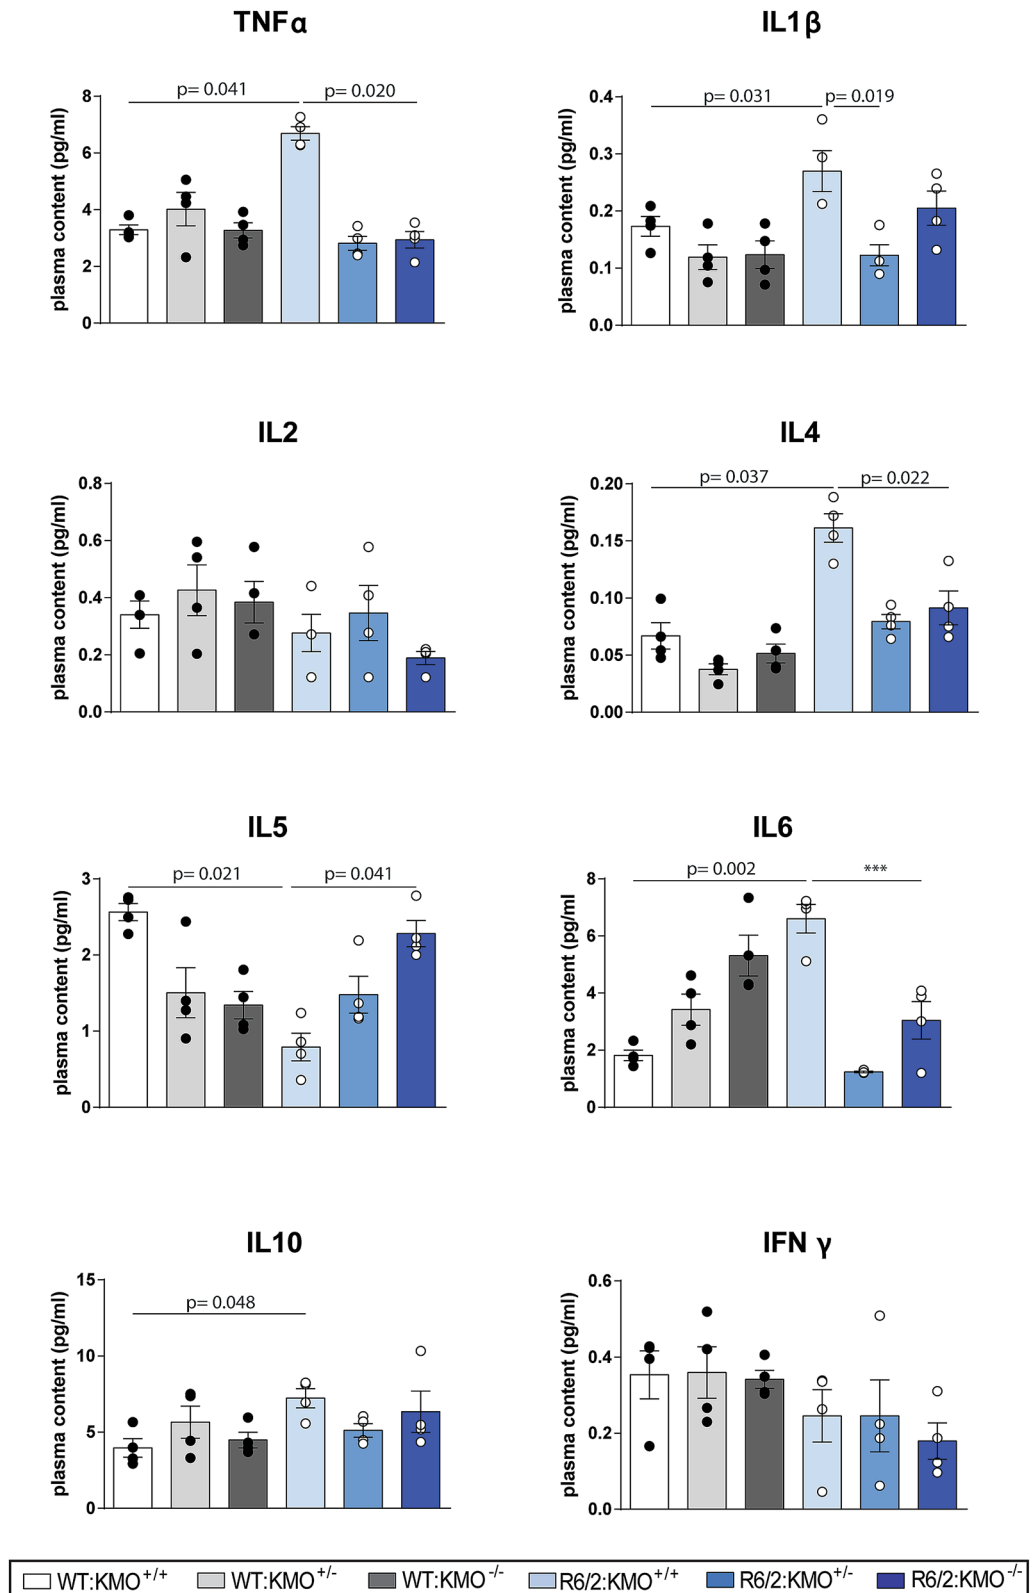 TNFα
plasma content (pg/ml)
8
6
4
2
0
p= 0.041
p= 0.020
IL1β
plasma content (pg/ml)
0.4
0.3
0.2
0.1
0.0
p= 0.031
p= 0.019
IL2
plasma content (pg/ml)
0.8
0.6
0.4
0.2
0.0
IL4
plasma content (pg/ml)
0.20
0.15
0.10
0.05
0.00
p= 0.037
p= 0.022
IL5
plasma content (pg/ml)
3
2
1
0
p= 0.021
p= 0.041
IL6
plasma content (pg/ml
8
6
4
2
0
p= 0.002
***
IL10
plasma content (pg/ml)
15
10
5
0
p= 0.048
IFN γ
plasma content (pg/ml)
0.6
0.4
0.2
0.0
WT:KMO+/+ WT:KMO+/- WT:KMO-/- R6/2:KMO+/+ R6/2:KMO+/- R6/2:KMO-/-